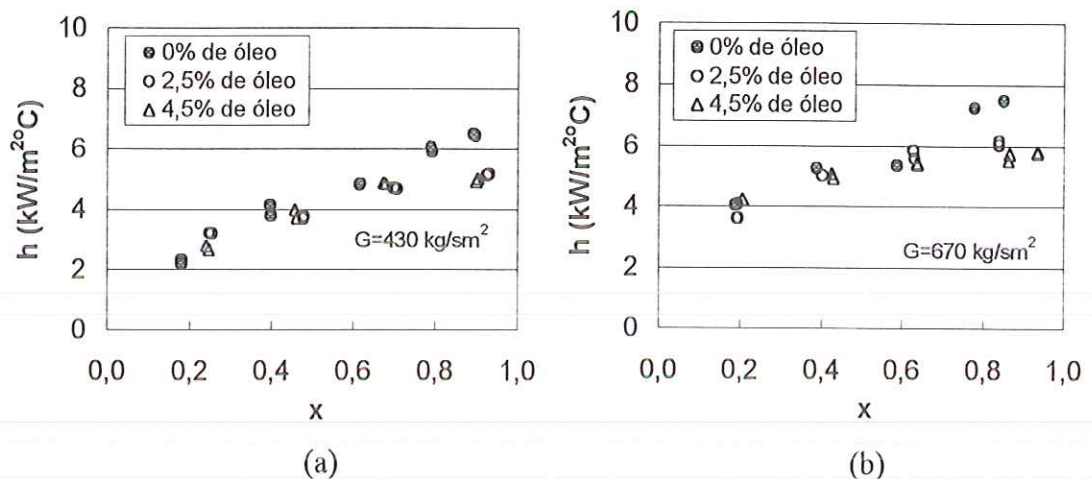 10
8
6
4
2
0
h (kW/m²ºC)
0% de óleo
2,5% de óleo
4,5% de óleo
G=430 kg/sm²
0,0 0,2 0,4 0,6 0,8 1,0
x
(a)
10
8
6
4
2
0
h (kW/m²ºC)
0% de óleo
2,5% de óleo
4,5% de óleo
G=670 kg/sm²
0,0 0,2 0,4 0,6 0,8 1,0
x
(b)